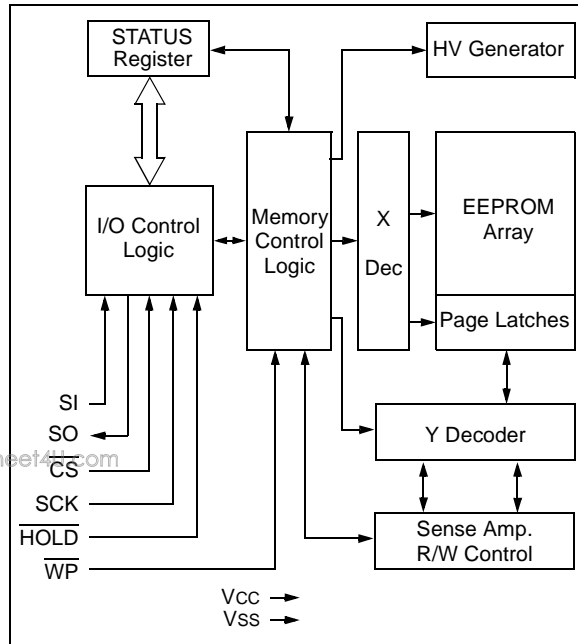 STATUS
Register
HV Generator
I/O Control
Logic
Memory
Control
Logic
X
Dec
EEPROM
Array
Page Latches
SI
SO
CS
SCK
HOLD
WP
Y Decoder
Sense Amp.
R/W Control
VCC
VSS